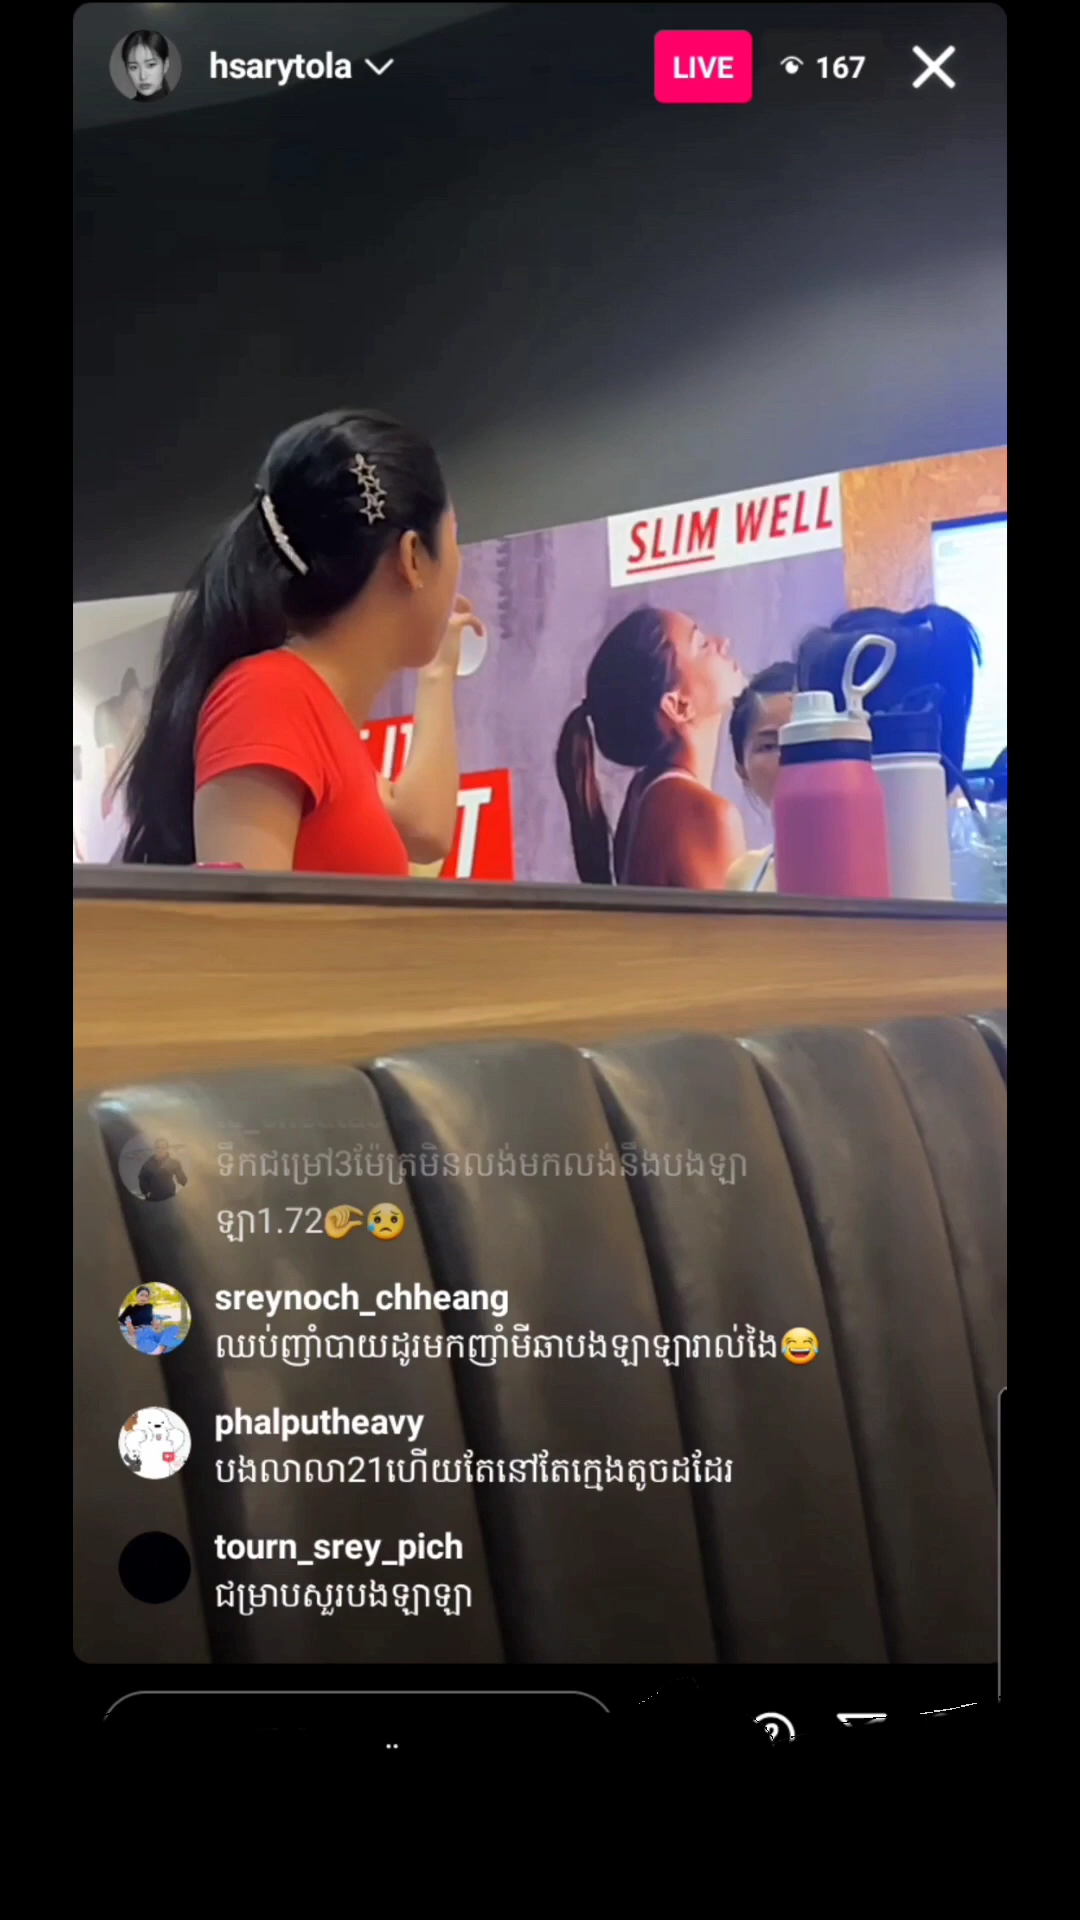 hsarytola
LIVE
167
SLIM WELL
ទឹកជម្រៅ3ម៉ែត្រមិនលង់មកលង់នឹងបងឡា
ឡា1.72🤏😥
sreynoch_chheang
ឈប់ញ៉ាំបាយដូរមកញ៉ាំមីឆាបងឡាឡារាល់ងៃ😂
phalputheavy
បងលាលា21ហើយតែនៅតែក្មេងតូចដដែរ
tourn_srey_pich
ជម្រាបសួរបងឡាឡា